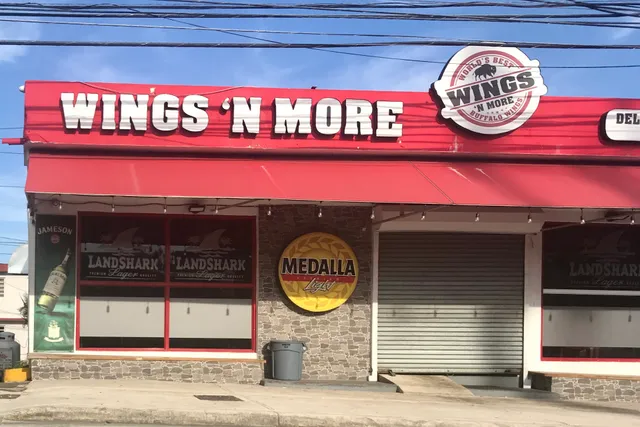 WINGS 'N MORE
WORLD'S BEST
WINGS
'N MORE
BUFFALO WINGS
DEL
JAMESON
LANDSHARK
Lager
LANDSHARK
Lager
MEDALLA
Light
LANDSHARK
Lager